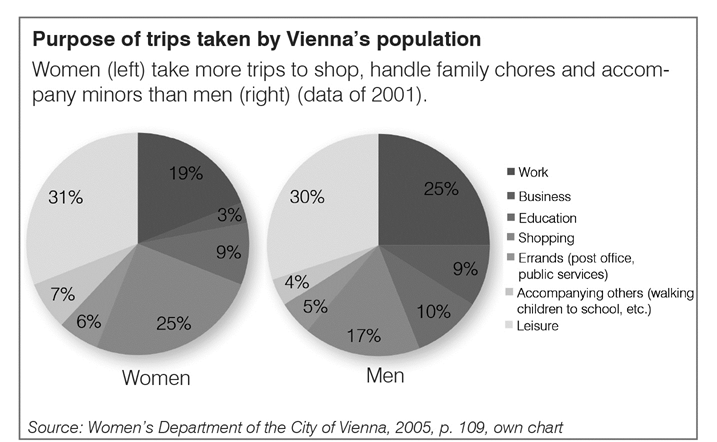 Purpose of trips taken by Vienna's population
Women (left) take more trips to shop, handle family chores and accom-
pany minors than men (right) (data of 2001).
19%
3%
9%
25%
6%
7%
31%
Women
25%
9%
10%
17%
5%
4%
30%
Men
Work
Business
Education
Shopping
Errands (post office,
public services)
Accompanying others (walking
children to school, etc.)
Leisure
Source: Women's Department of the City of Vienna, 2005, p. 109, own chart